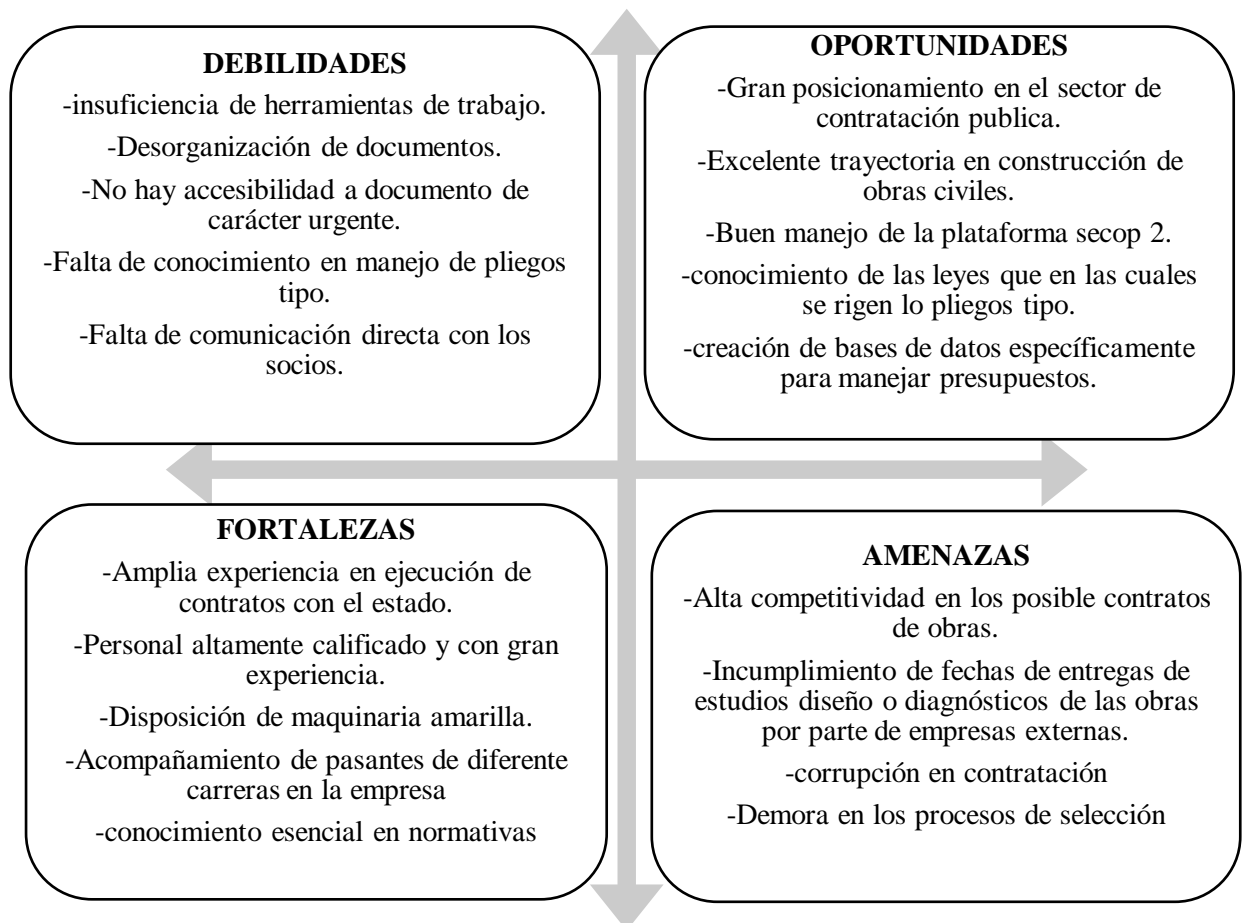 DEBILIDADES
-insuficiencia de herramientas de trabajo.
-Desorganización de documentos.
-No hay accesibilidad a documento de
carácter urgente.
-Falta de conocimiento en manejo de pliegos
tipo.
-Falta de comunicación directa con los
socios.
OPORTUNIDADES
-Gran posicionamiento en el sector de
contratación publica.
-Excelente trayectoria en construcción de
obras civiles.
-Buen manejo de la plataforma secop 2.
-conocimiento de las leyes que en las cuales
se rigen lo pliegos tipo.
-creación de bases de datos específicamente
para manejar presupuestos.
FORTALEZAS
-Amplia experiencia en ejecución de
contratos con el estado.
-Personal altamente calificado y con gran
experiencia.
-Disposición de maquinaria amarilla.
-Acompañamiento de pasantes de diferente
carreras en la empresa
-conocimiento esencial en normativas
AMENAZAS
-Alta competitividad en los posible contratos
de obras.
-Incumplimiento de fechas de entregas de
estudios diseño o diagnósticos de las obras
por parte de empresas externas.
-corrupción en contratación
-Demora en los procesos de selección